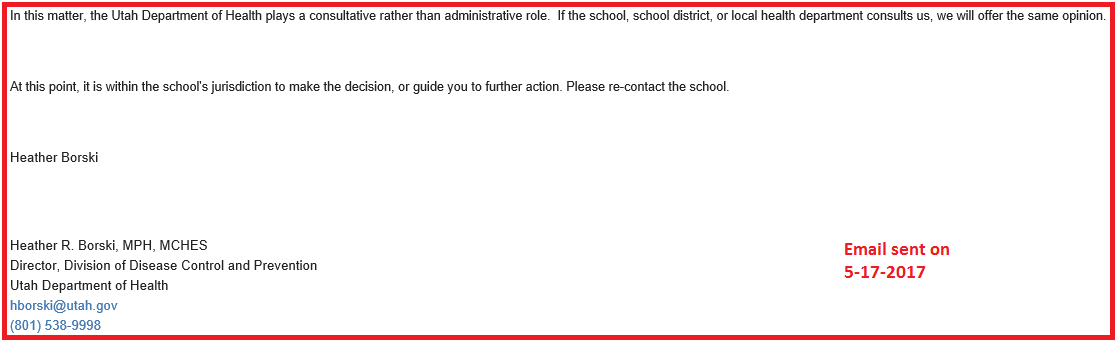 In this matter, the Utah Department of Health plays a consultative rather than administrative role.  If the school, school district, or local health department consults us, we will offer the same opinion.
At this point, it is within the school's jurisdiction to make the decision, or guide you to further action. Please re-contact the school.
Heather Borski
Heather R. Borski, MPH, MCHES
Director, Division of Disease Control and Prevention
Utah Department of Health
hborski@utah.gov
(801) 538-9998
Email sent on
5-17-2017